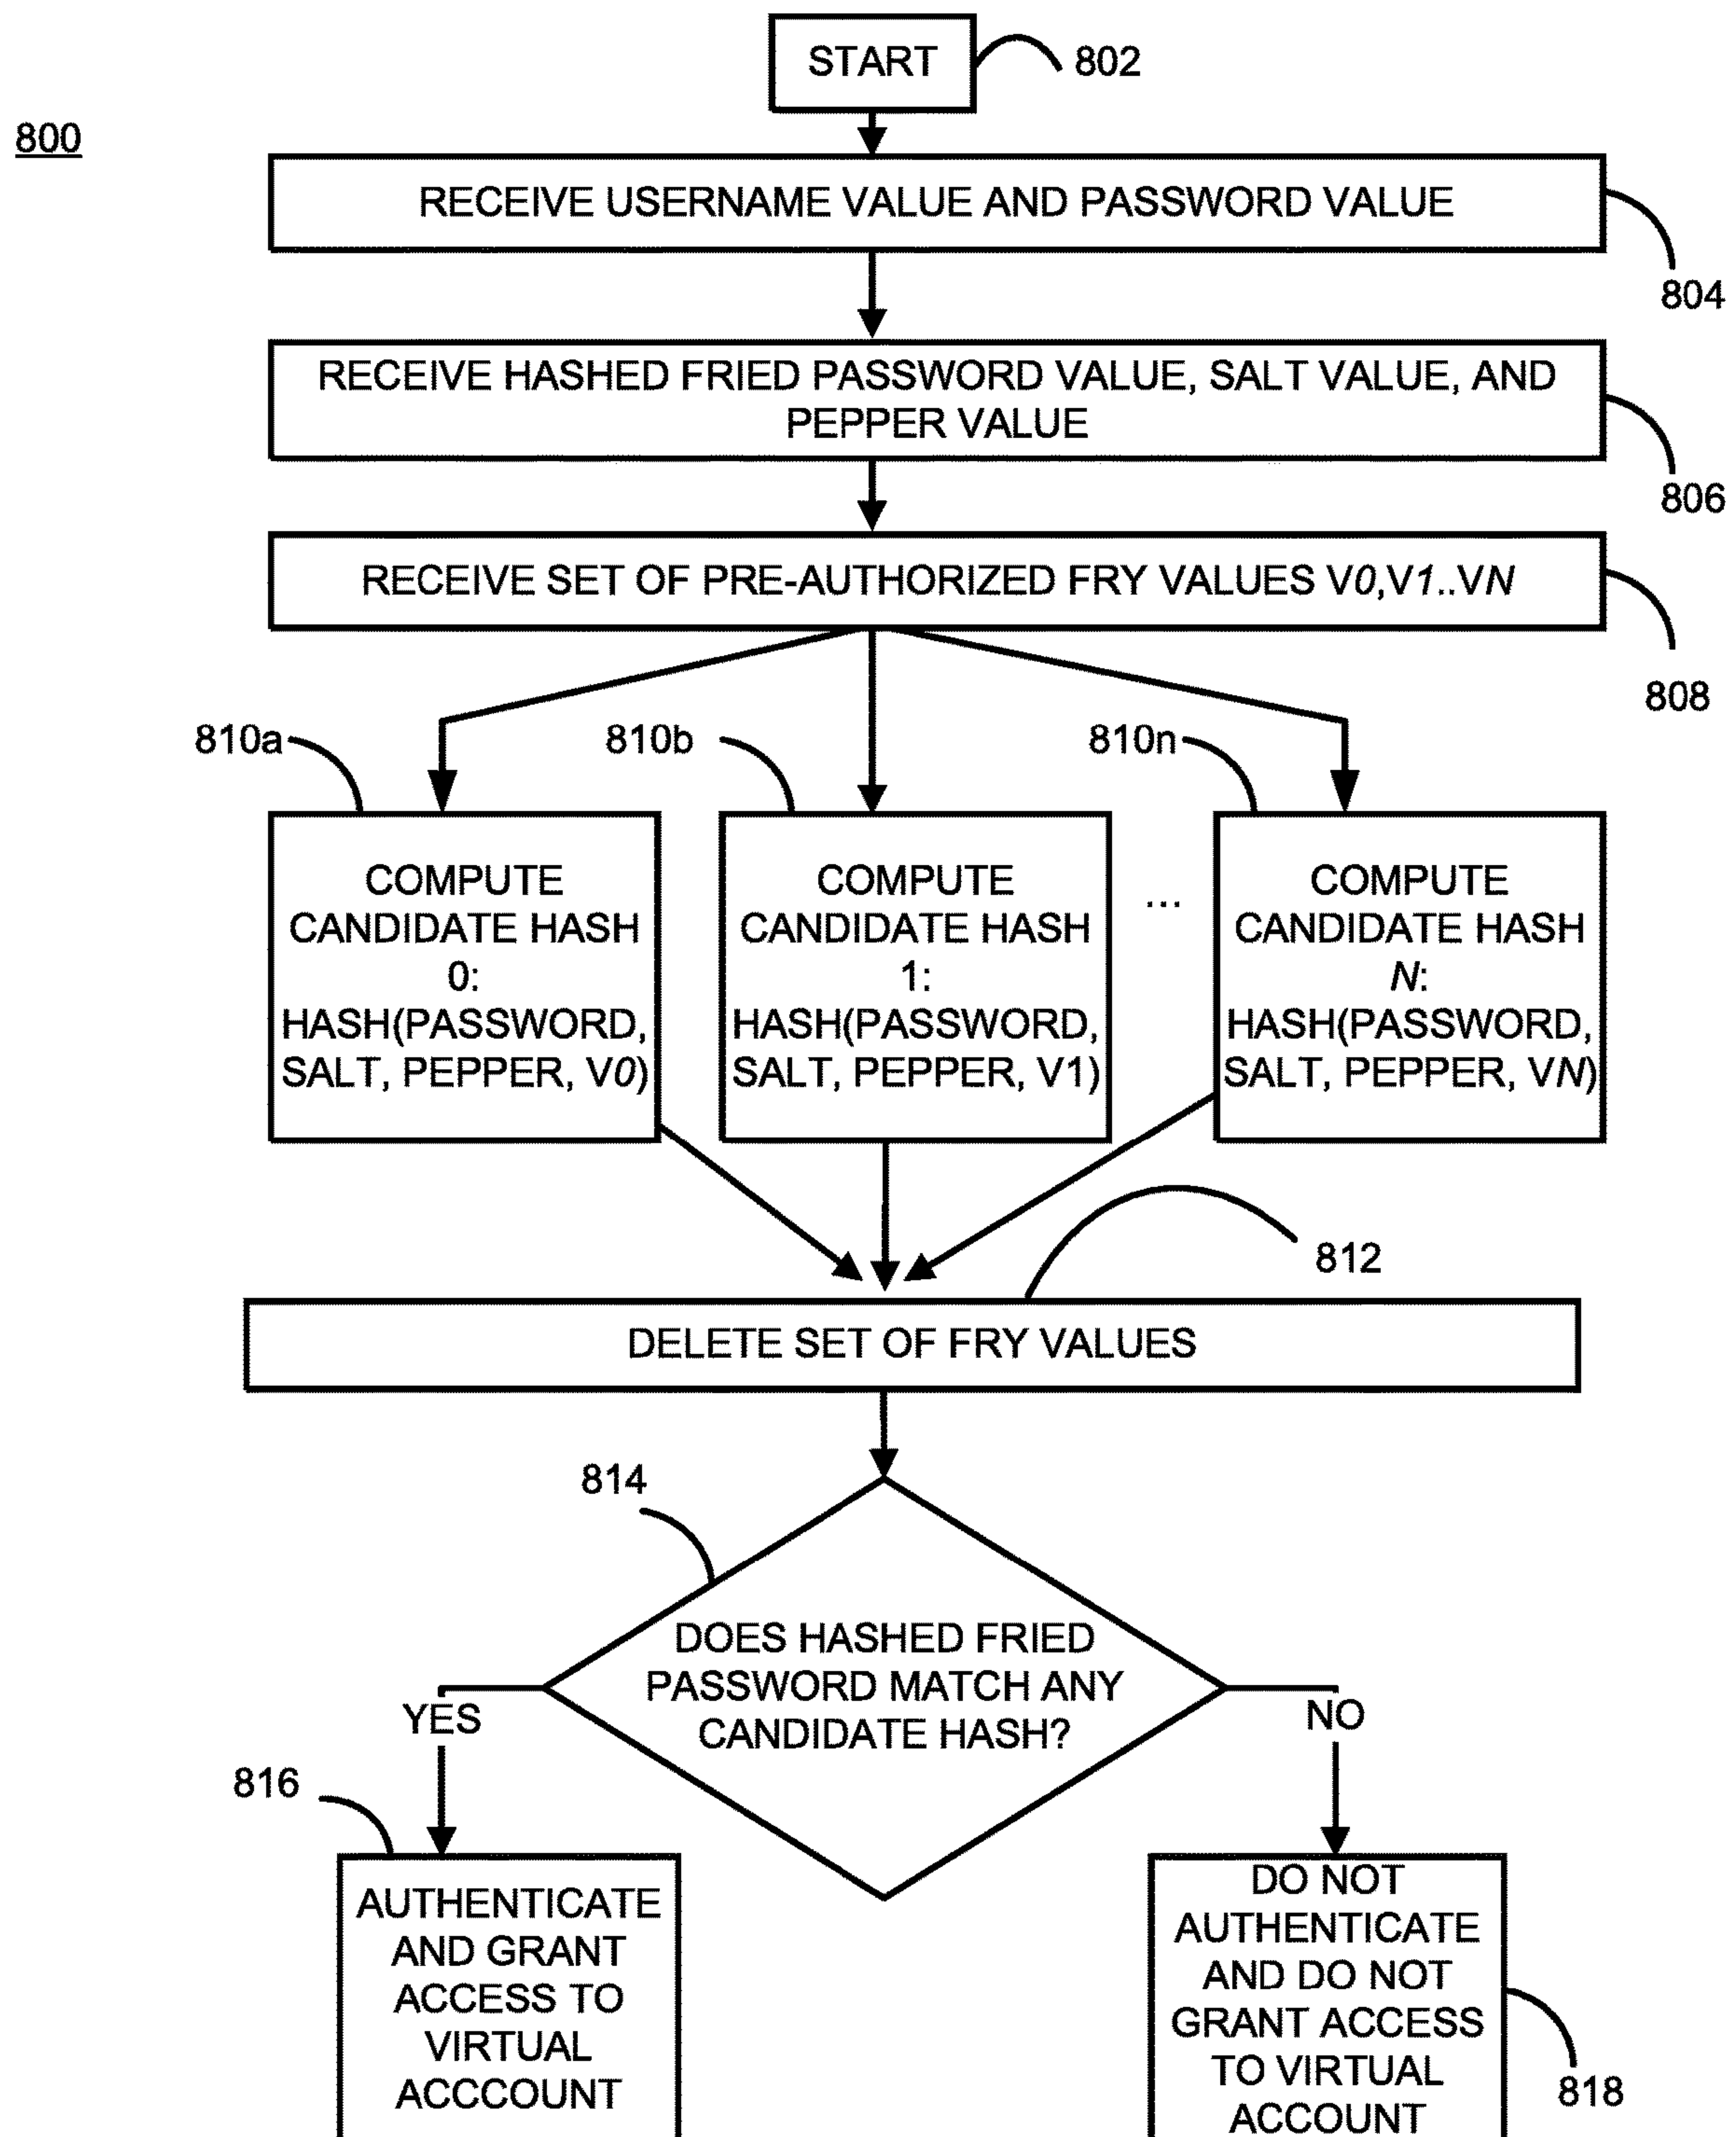 START
802
800
RECEIVE USERNAME VALUE AND PASSWORD VALUE
804
RECEIVE HASHED FRIED PASSWORD VALUE, SALT VALUE, AND
PEPPER VALUE
806
RECEIVE SET OF PRE-AUTHORIZED FRY VALUES V0,V1..VN
808
810a
810b
810n
COMPUTE
CANDIDATE HASH
0:
HASH(PASSWORD,
SALT, PEPPER, V0)
COMPUTE
CANDIDATE HASH
1:
HASH(PASSWORD,
SALT, PEPPER, V1)
...
COMPUTE
CANDIDATE HASH
N:
HASH(PASSWORD,
SALT, PEPPER, VN)
812
DELETE SET OF FRY VALUES
814
DOES HASHED FRIED
PASSWORD MATCH ANY
CANDIDATE HASH?
YES
NO
816
AUTHENTICATE
AND GRANT
ACCESS TO
VIRTUAL
ACCCOUNT
DO NOT
AUTHENTICATE
AND DO NOT
GRANT ACCESS
TO VIRTUAL
ACCOUNT
818